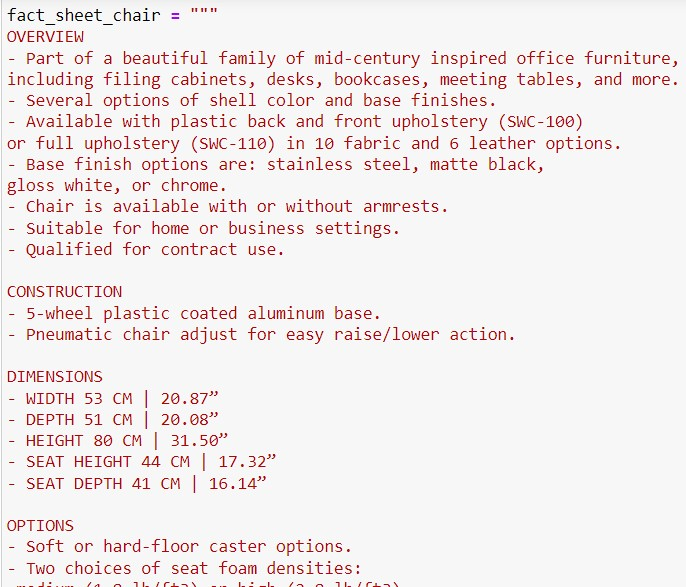 fact_sheet_chair = """
OVERVIEW
- Part of a beautiful family of mid-century inspired office furniture,
including filing cabinets, desks, bookcases, meeting tables, and more.
- Several options of shell color and base finishes.
- Available with plastic back and front upholstery (SWC-100)
or full upholstery (SWC-110) in 10 fabric and 6 leather options.
- Base finish options are: stainless steel, matte black,
gloss white, or chrome.
- Chair is available with or without armrests.
- Suitable for home or business settings.
- Qualified for contract use.

CONSTRUCTION
- 5-wheel plastic coated aluminum base.
- Pneumatic chair adjust for easy raise/lower action.

DIMENSIONS
- WIDTH 53 CM | 20.87”
- DEPTH 51 CM | 20.08”
- HEIGHT 80 CM | 31.50”
- SEAT HEIGHT 44 CM | 17.32”
- SEAT DEPTH 41 CM | 16.14”

OPTIONS
- Soft or hard-floor caster options.
- Two choices of seat foam densities: